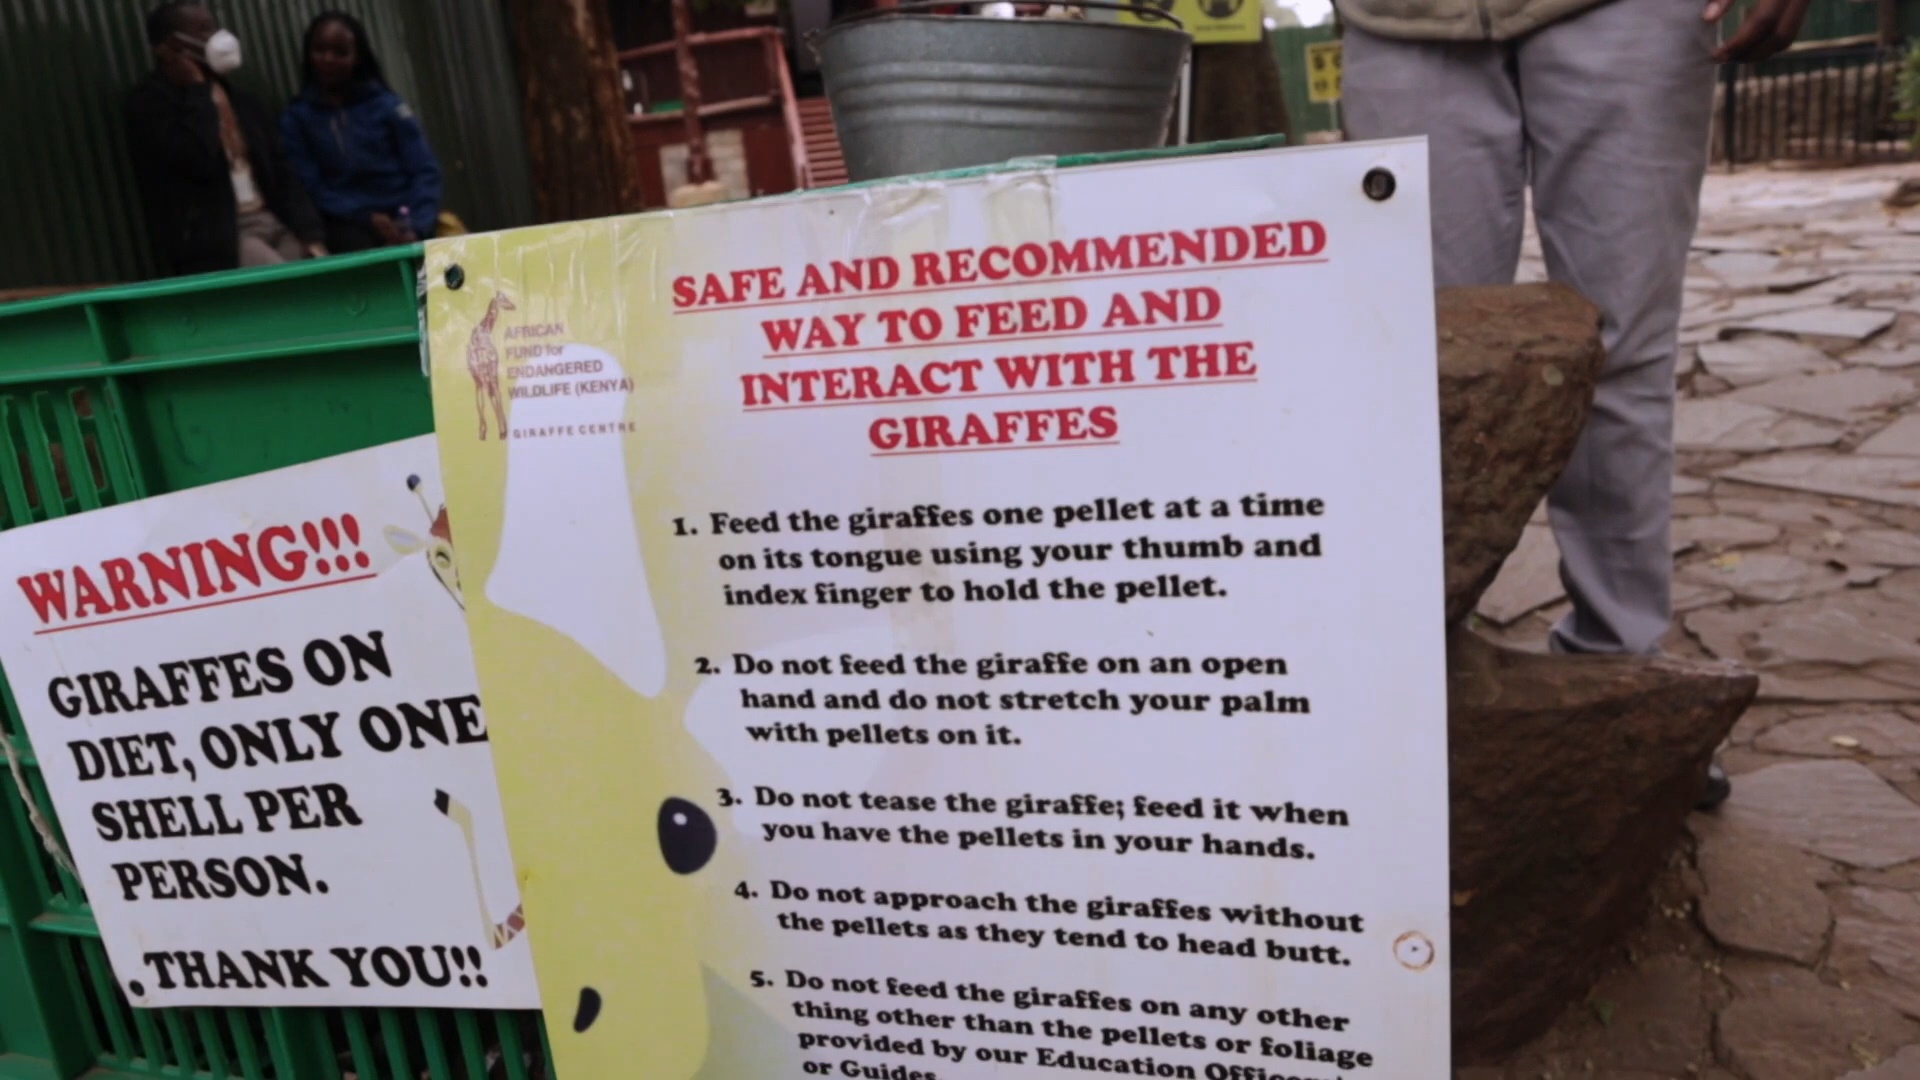 WARNING!!!
GIRAFFES ON
DIET, ONLY ONE
SHELL PER
PERSON.
.THANK YOU!!
AFRICAN
FUND for
ENDANGERED
WILDLIFE (KENYA)
GIRAFFE CENTRE
SAFE AND RECOMMENDED
WAY TO FEED AND
INTERACT WITH THE
GIRAFFES
1. Feed the giraffes one pellet at a time
on its tongue using your thumb and
index finger to hold the pellet.
2. Do not feed the giraffe on an open
hand and do not stretch your palm
with pellets on it.
3. Do not tease the giraffe; feed it when
you have the pellets in your hands.
4. Do not approach the giraffes without
the pellets as they tend to head butt.
5. Do not feed the giraffes on any other
thing other than the pellets or foliage
provided by our Education
or Guides.